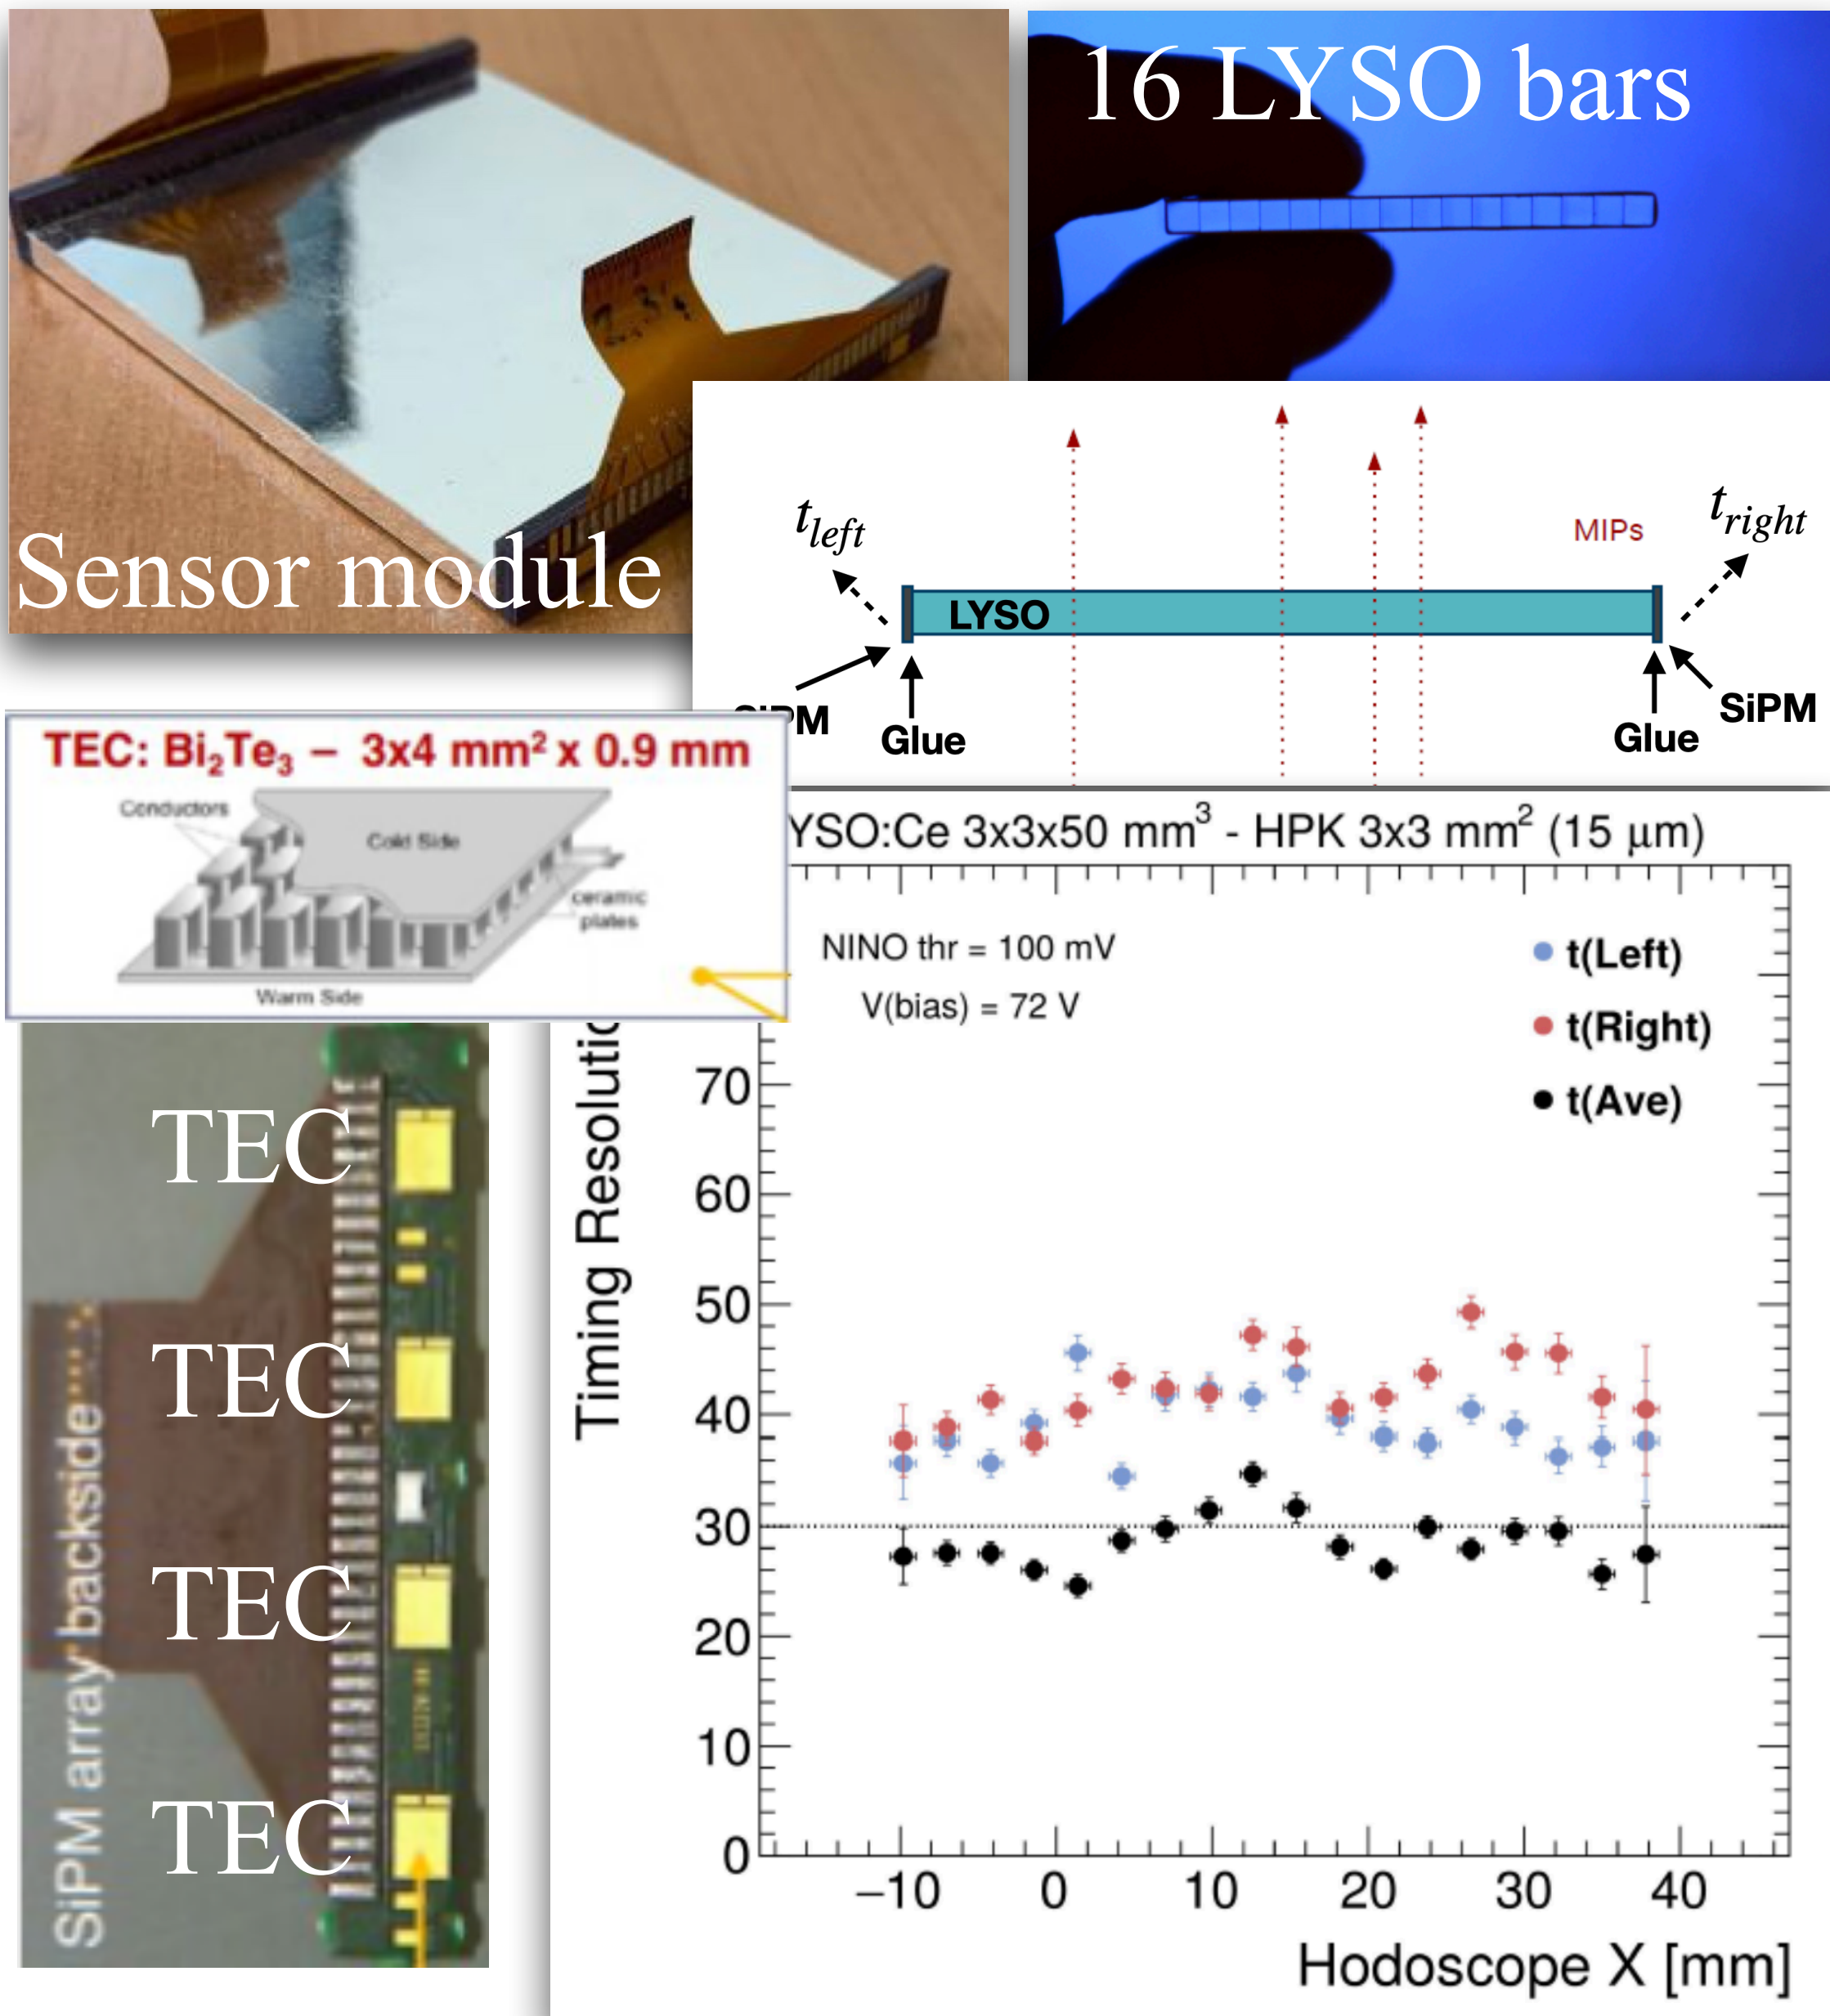 Sensor module
16 LYSO bars
t_left
t_right
MIPs
LYSO
SiPM
Glue
Glue
SiPM
TEC: Bi₂Te₃ – 3x4 mm² x 0.9 mm
Conductors
Cold Side
ceramic
plates
Warm Side
TEC
TEC
TEC
TEC
SiPM array backside
YSO:Ce 3x3x50 mm³ - HPK 3x3 mm² (15 μm)
NINO thr = 100 mV
V(bias) = 72 V
t(Left)
t(Right)
t(Ave)
Timing
70
60
50
40
30
20
10
0
−10 0 10 20 30 40
Hodoscope X [mm]